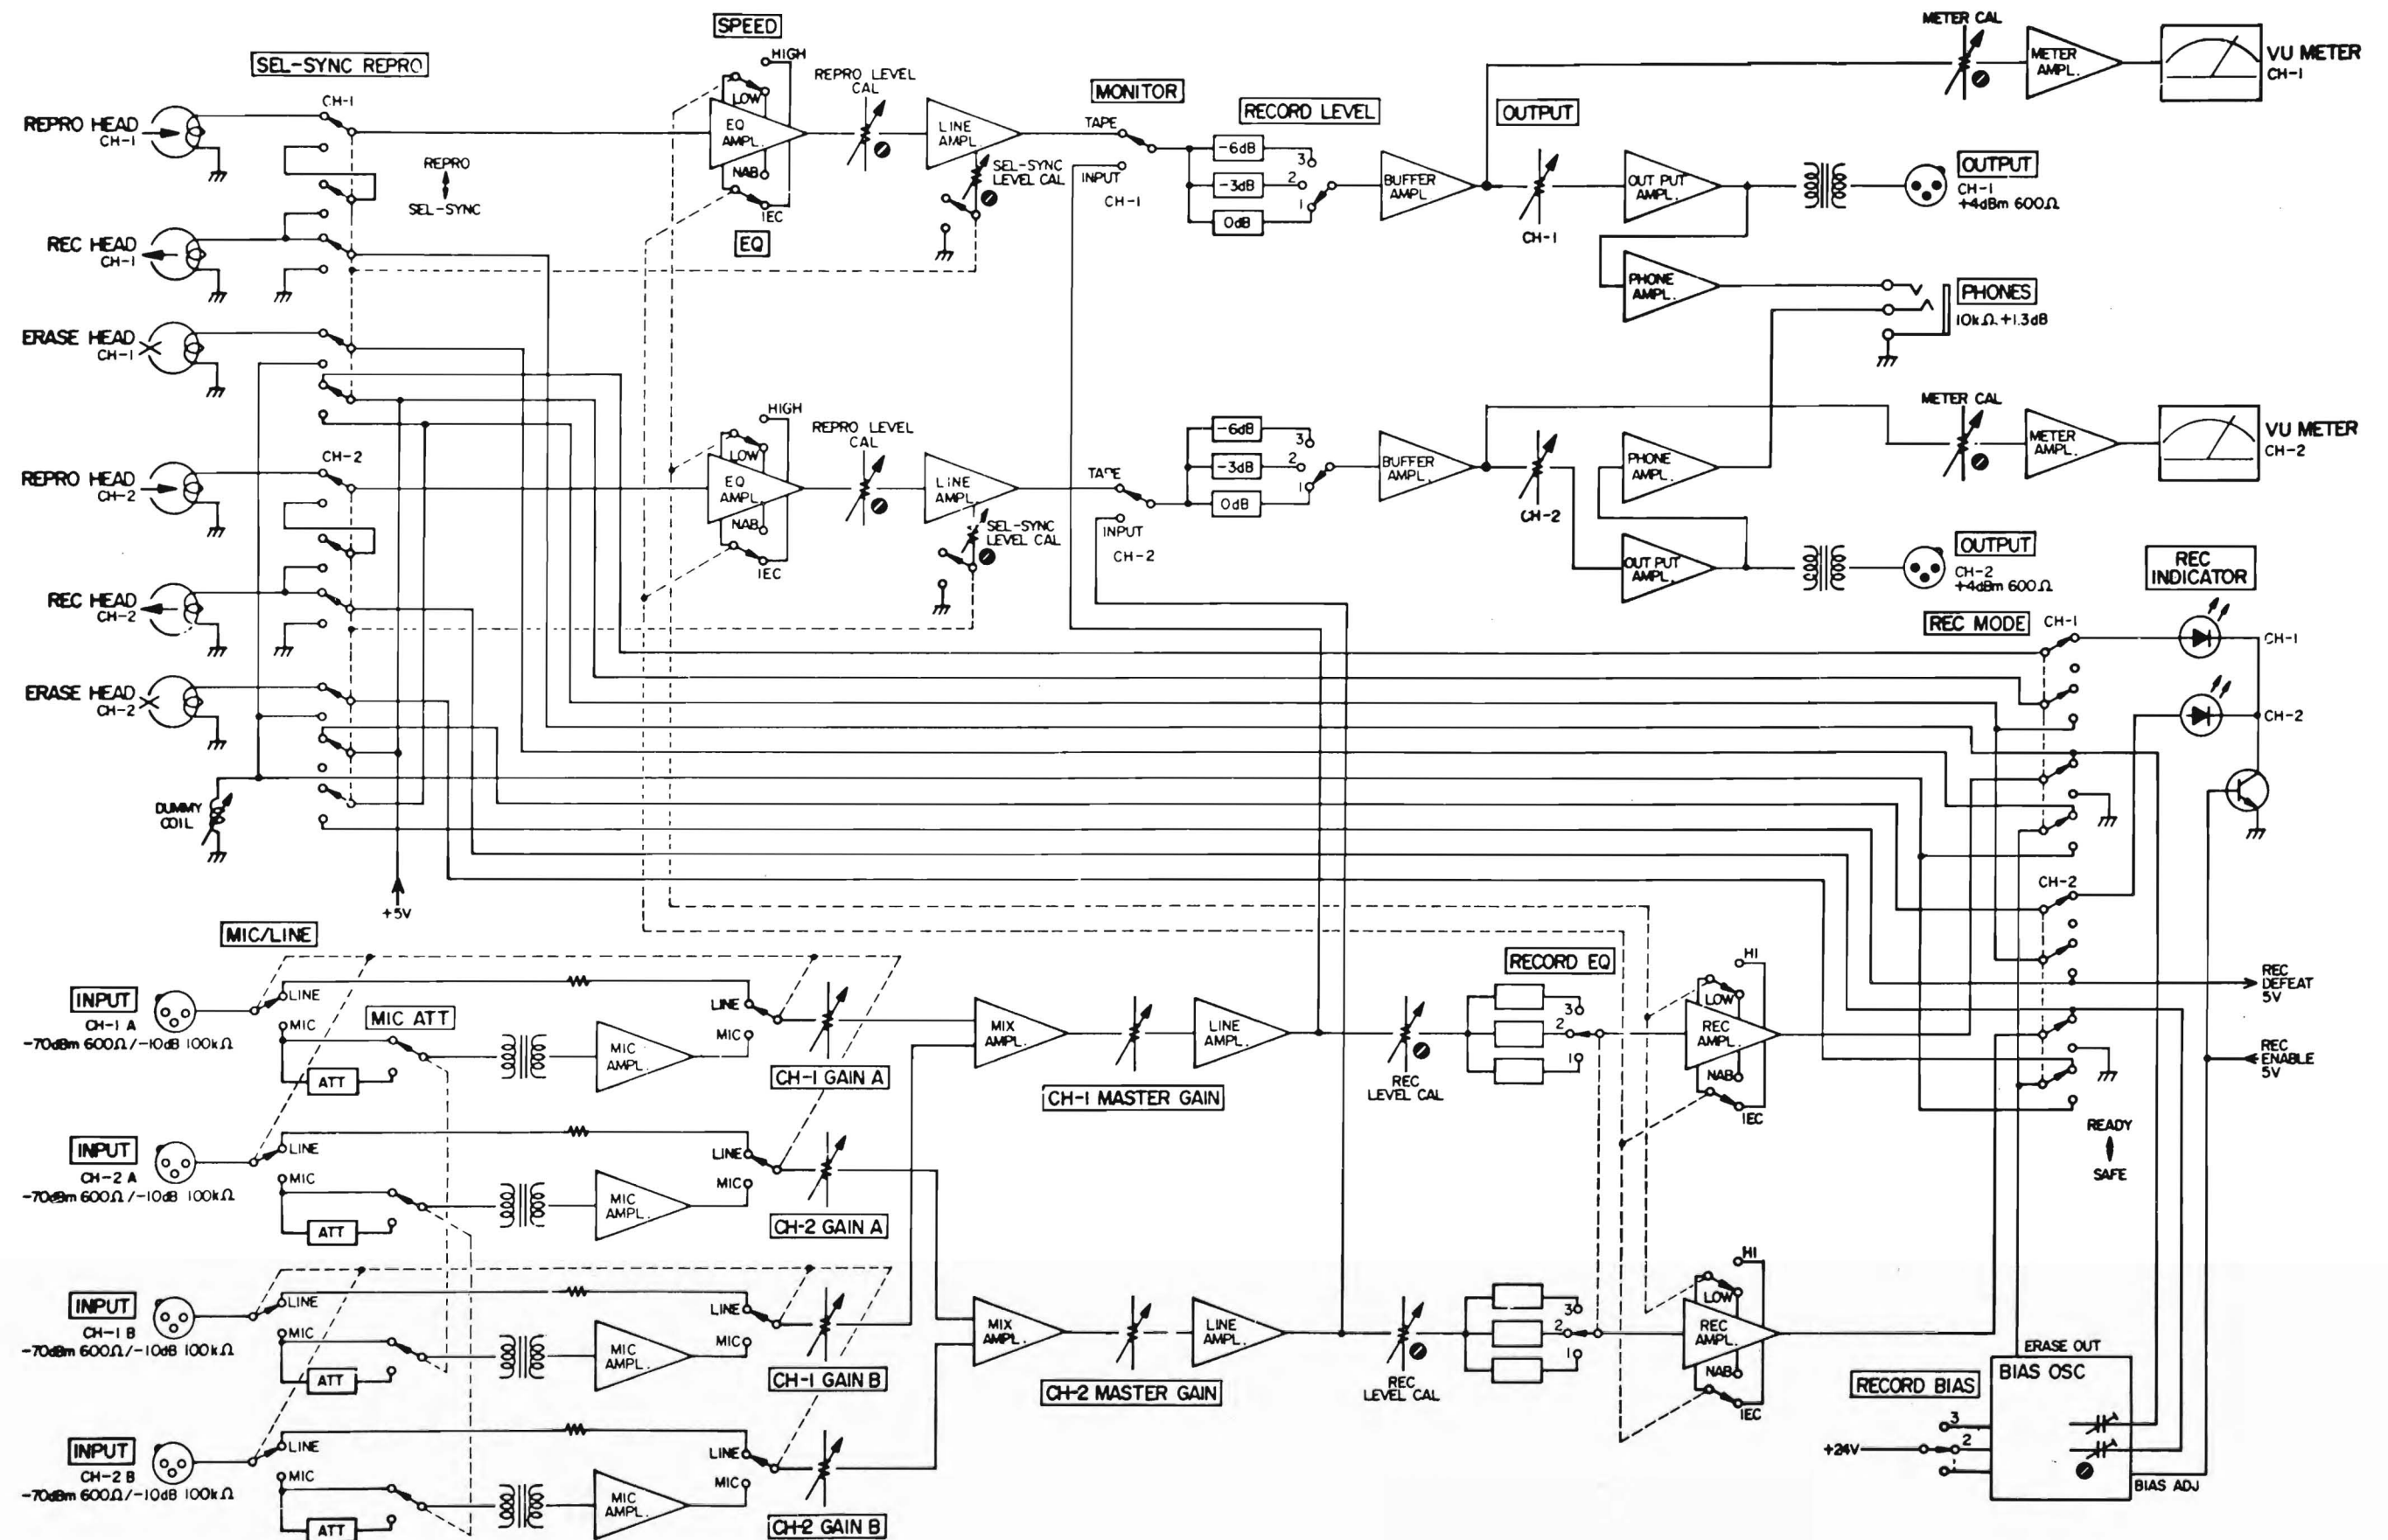 SPEED
HIGH
SEL-SYNC REPRO
CH-1
REPRO HEAD
CH-1
REPRO
SEL-SYNC
LOW
EQ
AMPL.
NAB
IEC
EQ
REPRO LEVEL
CAL
LINE
AMPL.
SEL-SYNC
LEVEL CAL
MONITOR
TAPE
INPUT
CH-1
RECORD LEVEL
-6dB
-3dB
0dB
3
2
1
BUFFER
AMPL.
OUTPUT
CH-1
METER CAL
METER
AMPL.
VU METER
CH-1
OUT PUT
AMPL.
OUTPUT
CH-1
+4dBm 600Ω
PHONE
AMPL.
PHONES
10kΩ +1.3dB
REC HEAD
CH-1
ERASE HEAD
CH-1
REPRO HEAD
CH-2
CH-2
HIGH
LOW
EQ
AMPL.
NAB
IEC
REPRO LEVEL
CAL
LINE
AMPL.
SEL-SYNC
LEVEL CAL
TAPE
INPUT
CH-2
-6dB
-3dB
0dB
3
2
1
BUFFER
AMPL.
CH-2
METER CAL
METER
AMPL.
VU METER
CH-2
PHONE
AMPL.
OUT PUT
AMPL.
OUTPUT
CH-2
+4dBm 600Ω
REC HEAD
CH-2
ERASE HEAD
CH-2
DUMMY
COIL
+5V
REC
INDICATOR
REC MODE
CH-1
CH-1
CH-2
CH-2
REC
DEFEAT
5V
REC
ENABLE
5V
READY
SAFE
MIC/LINE
INPUT
CH-1 A
-70dBm 600Ω/-10dB 100kΩ
LINE
MIC
MIC ATT
ATT
MIC
AMPL.
LINE
MIC
CH-1 GAIN A
MIX
AMPL.
CH-1 MASTER GAIN
LINE
AMPL.
REC
LEVEL CAL
RECORD EQ
3
2
1
HI
LOW
REC
AMPL.
NAB
IEC
INPUT
CH-2 A
-70dBm 600Ω/-10dB 100kΩ
LINE
MIC
ATT
MIC
AMPL.
LINE
MIC
CH-2 GAIN A
INPUT
CH-1 B
-70dBm 600Ω/-10dB 100kΩ
LINE
MIC
ATT
MIC
AMPL.
LINE
MIC
CH-1 GAIN B
MIX
AMPL.
CH-2 MASTER GAIN
LINE
AMPL.
REC
LEVEL CAL
3
2
1
HI
LOW
REC
AMPL.
NAB
IEC
INPUT
CH-2 B
-70dBm 600Ω/-10dB 100kΩ
LINE
MIC
ATT
MIC
AMPL.
LINE
MIC
CH-2 GAIN B
ERASE OUT
BIAS OSC
RECORD BIAS
3
2
+24V
BIAS ADJ